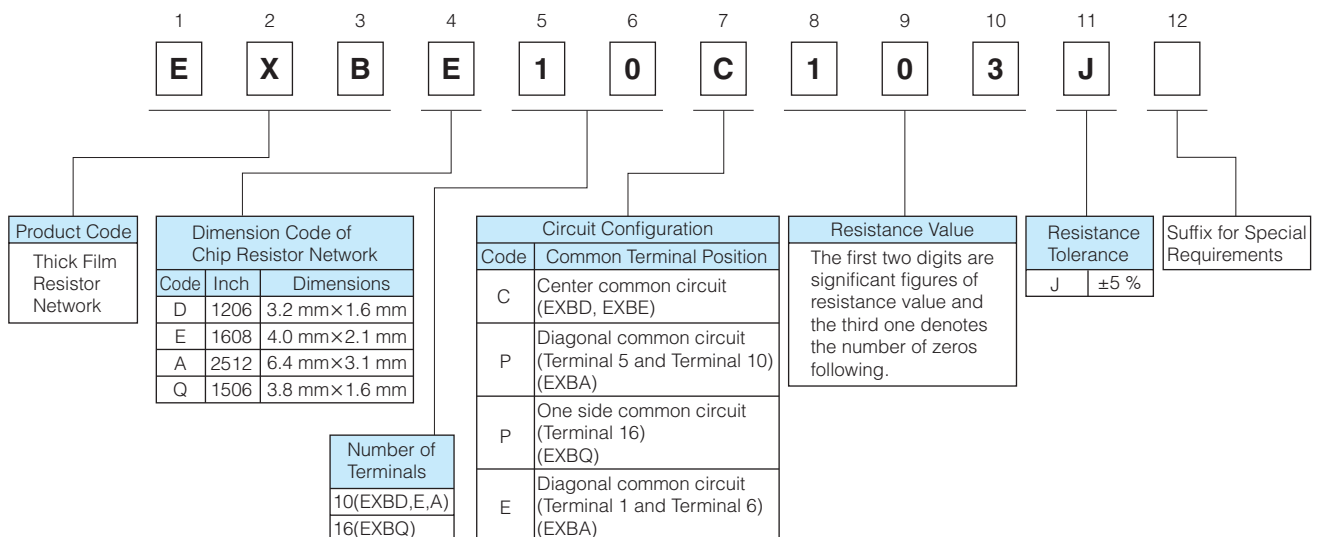 1 2 3 4 5 6 7 8 9 10 11 12
E X B E 1 0 C 1 0 3 J
Product Code
Thick Film
Resistor
Network
Dimension Code of
Chip Resistor Network
Code Inch Dimensions
D 1206 3.2 mm×1.6 mm
E 1608 4.0 mm×2.1 mm
A 2512 6.4 mm×3.1 mm
Q 1506 3.8 mm×1.6 mm
Number of
Terminals
10(EXBD,E,A)
16(EXBQ)
Circuit Configuration
Code Common Terminal Position
C Center common circuit
(EXBD, EXBE)
P Diagonal common circuit
(Terminal 5 and Terminal 10)
(EXBA)
P One side common circuit
(Terminal 16)
(EXBQ)
E Diagonal common circuit
(Terminal 1 and Terminal 6)
(EXBA)
Resistance Value
The first two digits are
significant figures of
resistance value and
the third one denotes
the number of zeros
following.
Resistance
Tolerance
J ±5 %
Suffix for Special
Requirements